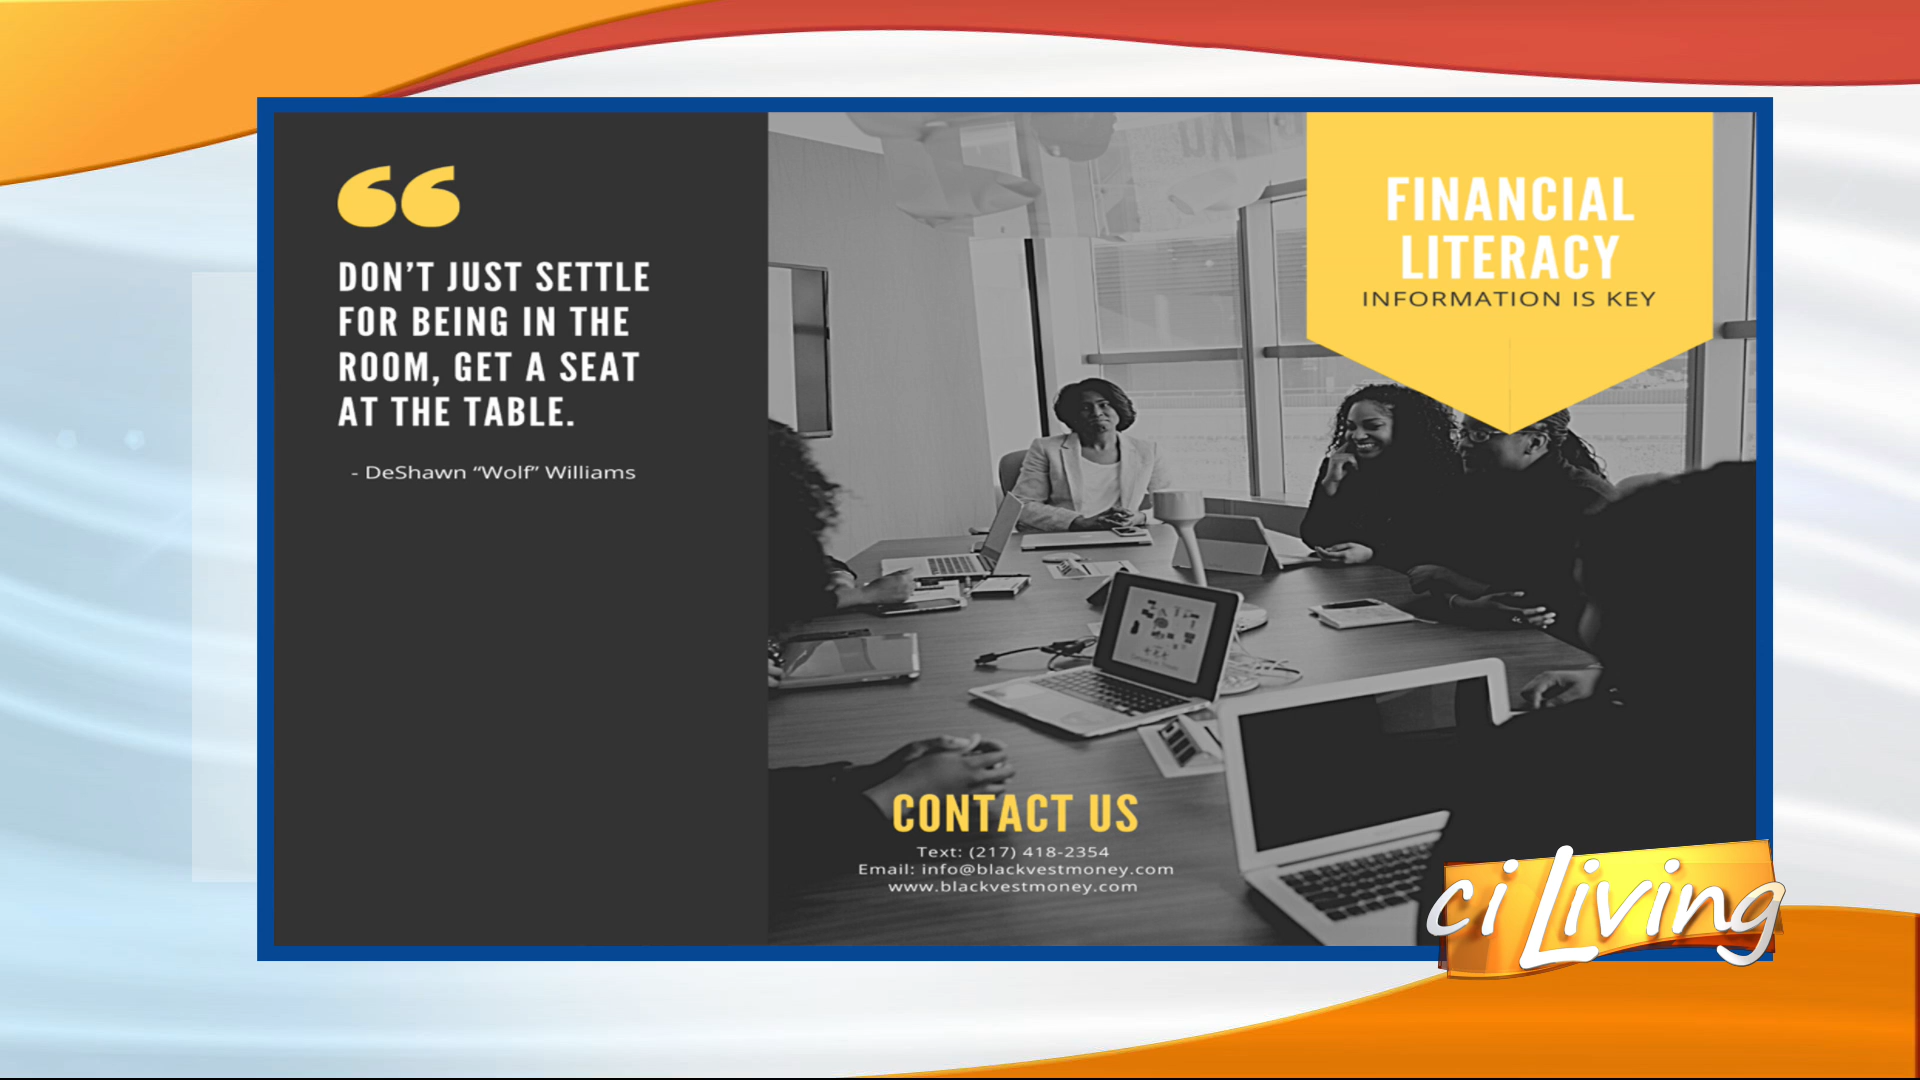 DON'T JUST SETTLE
FOR BEING IN THE
ROOM, GET A SEAT
AT THE TABLE.
- DeShawn “Wolf” Williams
FINANCIAL
LITERACY
INFORMATION IS KEY
CONTACT US
Text: (217) 418-2354
Email: info@blackvestmoney.com
www.blackvestmoney.com
ci Living